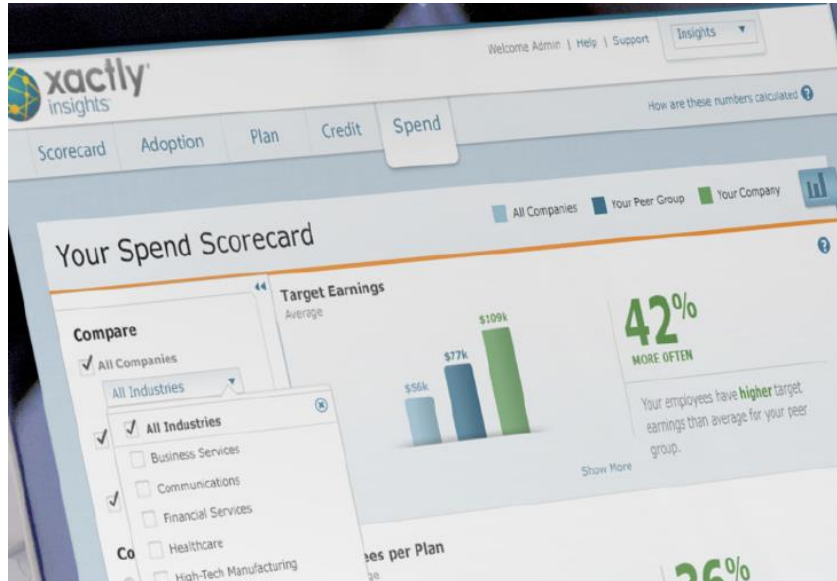 xactly
insights
Welcome Admin | Help | Support
Insights
Scorecard Adoption Plan Credit Spend
How are these numbers calculated ?
Your Spend Scorecard
All Companies Your Peer Group Your Company
Compare
All Companies
All Industries
All Industries
Business Services
Communications
Financial Services
Healthcare
High-Tech Manufacturing
Co
Target Earnings
Average
$56k
$77k
$109k
42%
MORE OFTEN
Your employees have higher target
earnings than average for your peer
group.
Show More
ees per Plan
36%